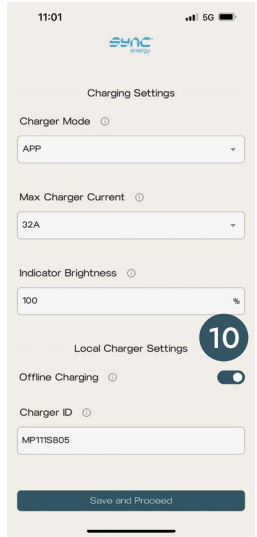 11:01 5G
sync
energy
Charging Settings
Charger Mode
APP
Max Charger Current
32A
Indicator Brightness
100 %
10
Local Charger Settings
Offline Charging
Charger ID
MP111S805
Save and Proceed